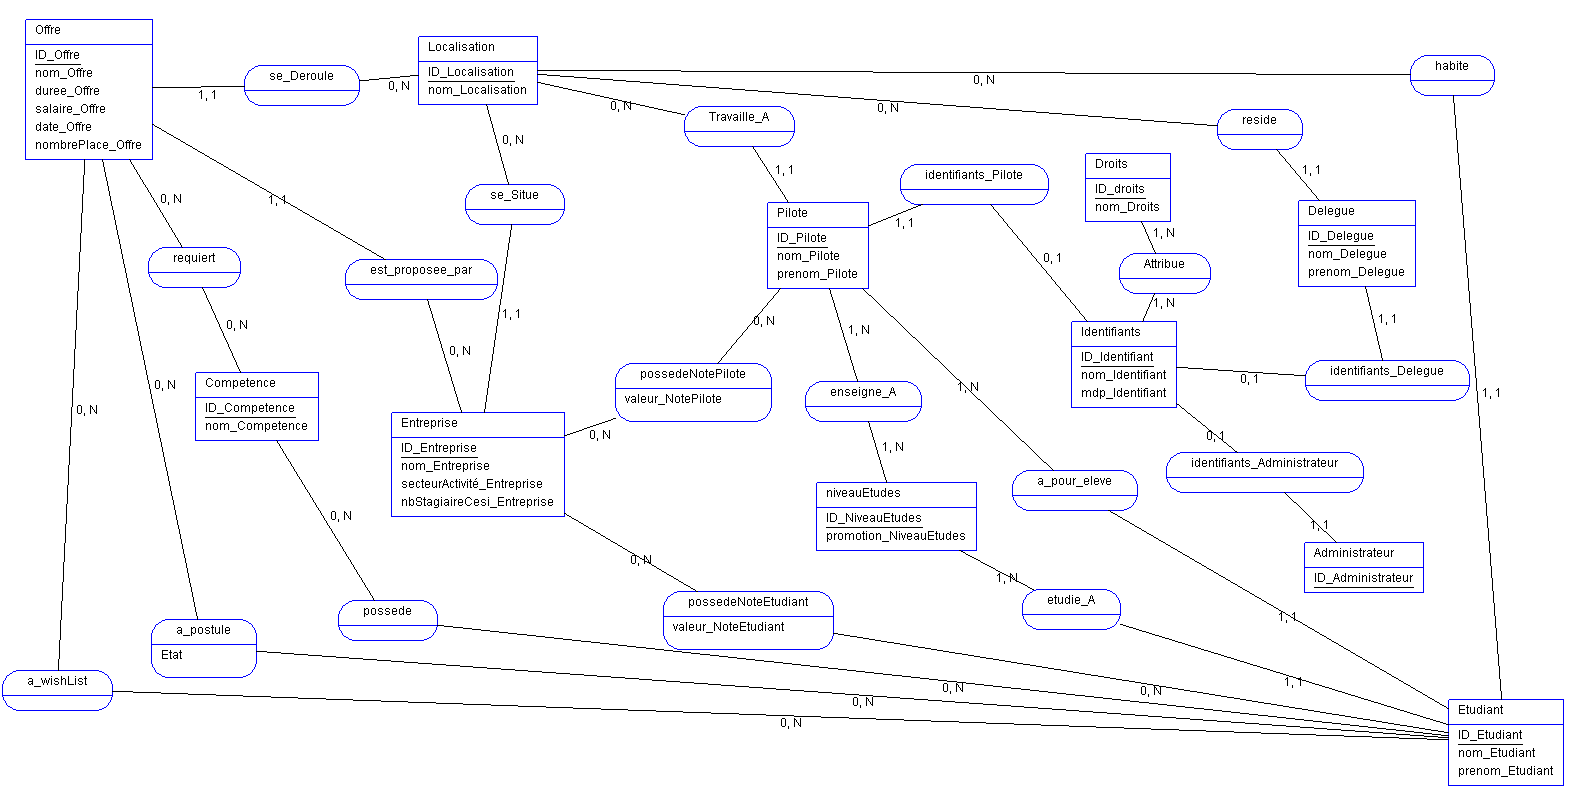 Offre
ID_Offre
nom_Offre
duree_Offre
salaire_Offre
date_Offre
nombrePlace_Offre
se_Deroule
1, 1
0, N
Localisation
ID_Localisation
nom_Localisation
0, N
habite
0, N
reside
0, N
Travaille_A
1, 1
1, 1
0, N
se_Situe
1, 1
identifiants_Pilote
1, 1
0, 1
Droits
ID_droits
nom_Droits
1, N
Attribue
1, N
Delegue
ID_Delegue
nom_Delegue
prenom_Delegue
1, 1
Pilote
ID_Pilote
nom_Pilote
prenom_Pilote
0, N
requiert
0, N
1, 1
est_proposee_par
0, N
Identifiants
ID_Identifiant
nom_Identifiant
mdp_Identifiant
0, 1
identifiants_Delegue
0, N
1, N
1, N
possedeNotePilote
valeur_NotePilote
0, N
enseigne_A
1, N
Competence
ID_Competence
nom_Competence
0, N
0, N
0, N
1, 1
Entreprise
ID_Entreprise
nom_Entreprise
secteurActivité_Entreprise
nbStagiaireCesi_Entreprise
0, 1
identifiants_Administrateur
1, 1
Administrateur
ID_Administrateur
niveauEtudes
ID_NiveauEtudes
promotion_NiveauEtudes
a_pour_eleve
1, 1
0, N
1, N
possedeNoteEtudiant
valeur_NoteEtudiant
etudie_A
1, 1
possede
a_postule
Etat
a_wishList
0, N
0, N
0, N
0, N
Etudiant
ID_Etudiant
nom_Etudiant
prenom_Etudiant